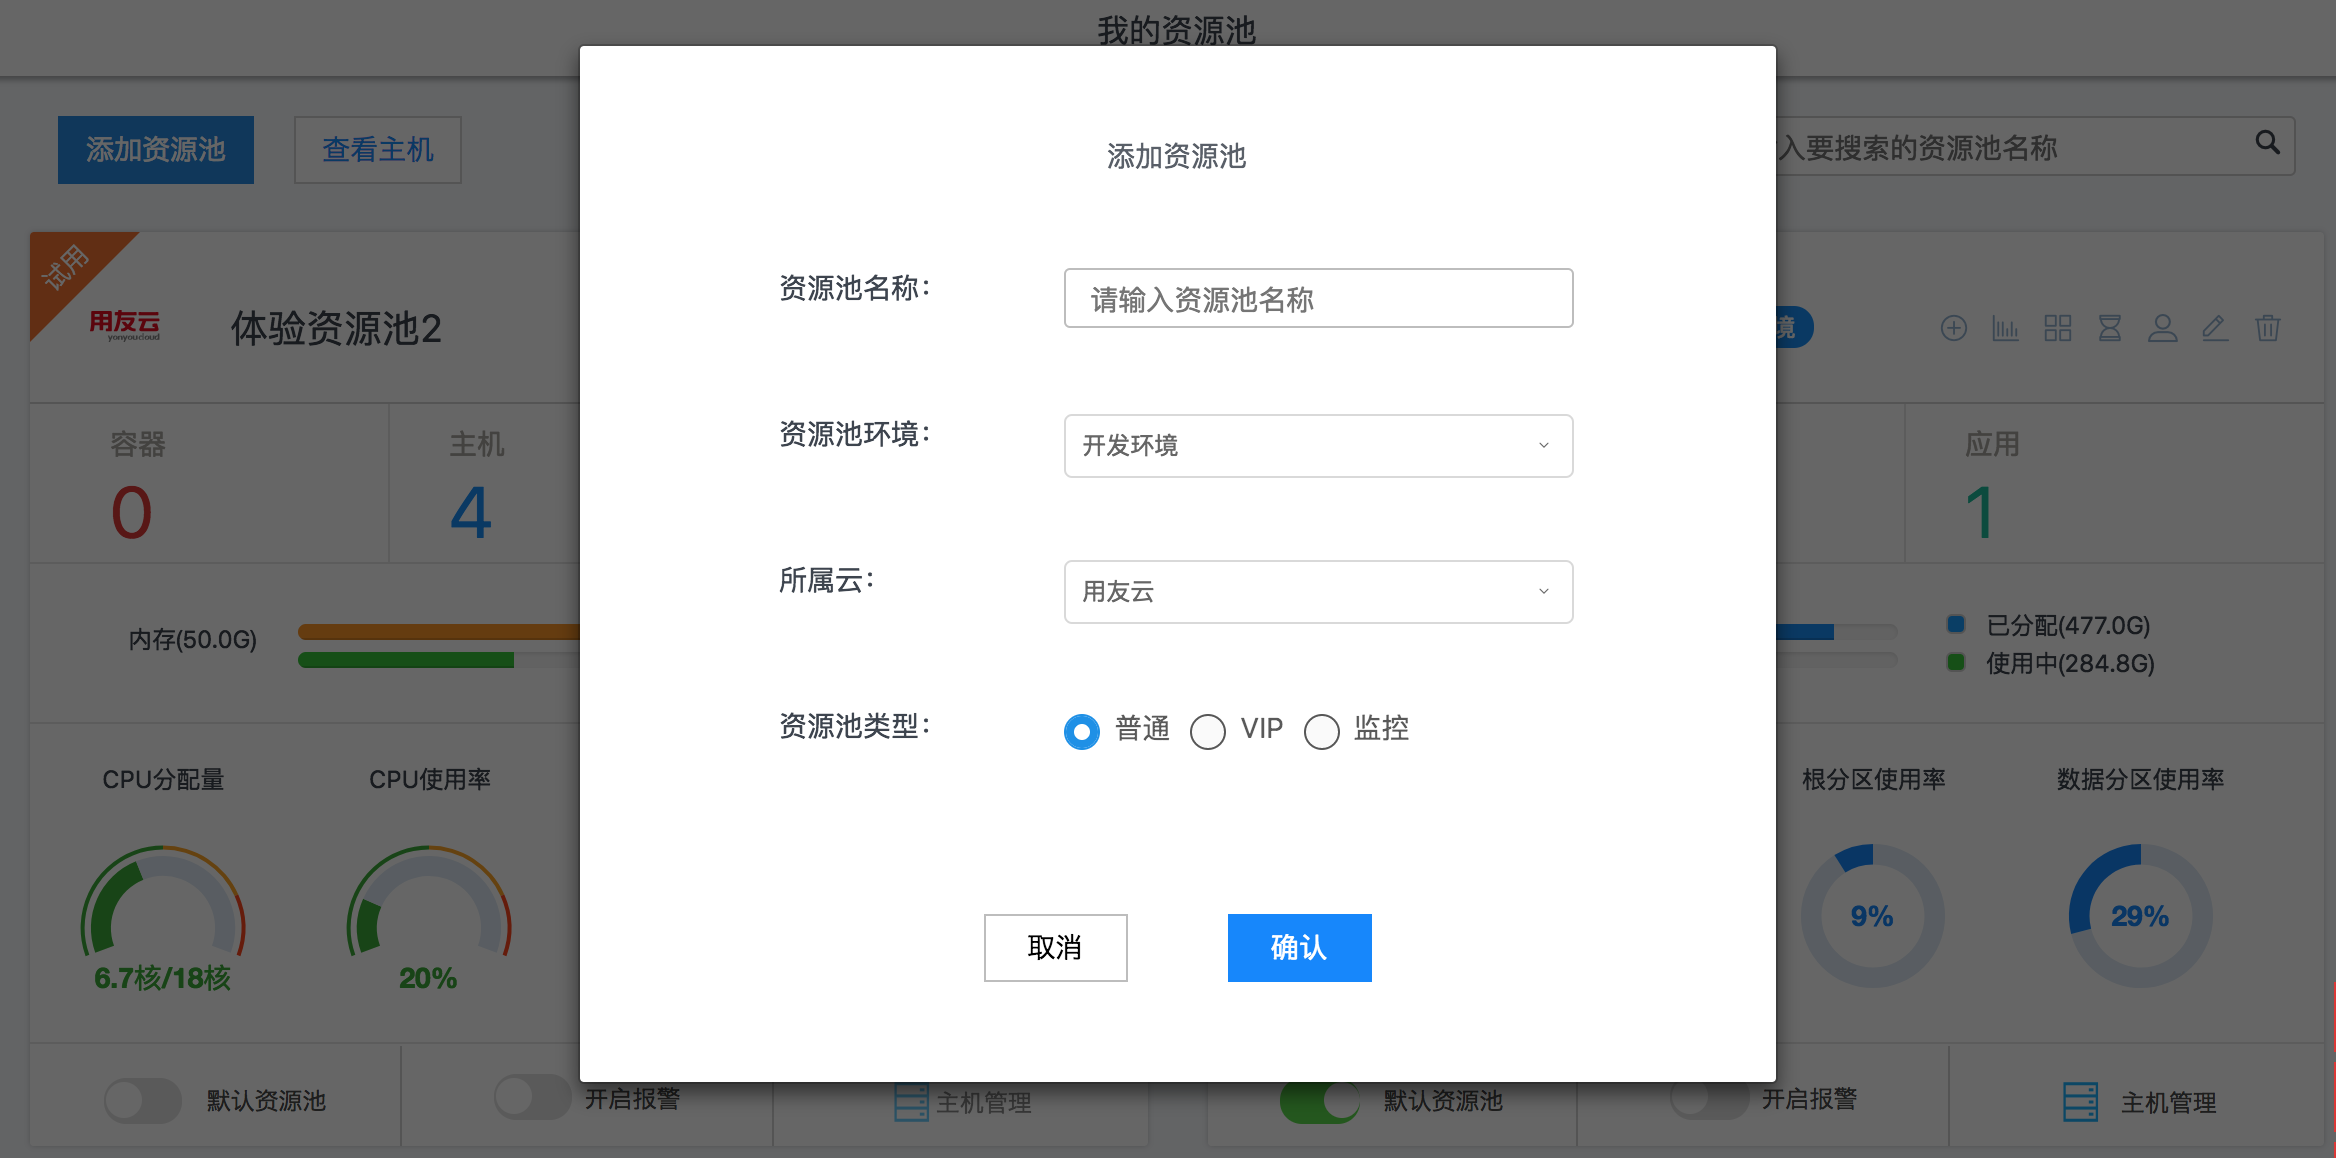 我的资源池
添加资源池
查看主机
入要搜索的资源池名称
添加资源池
资源池名称：
请输入资源池名称
资源池环境：
开发环境
所属云：
用友云
资源池类型：
普通
VIP
监控
取消
确认
试用
用友云
yonyoucloud
体验资源池2
境
容器
0
主机
4
应用
1
内存(50.0G)
已分配(477.0G)
使用中(284.8G)
CPU分配量
CPU使用率
根分区使用率
数据分区使用率
6.7核/18核
20%
9%
29%
默认资源池
开启报警
主机管理
默认资源池
开启报警
主机管理